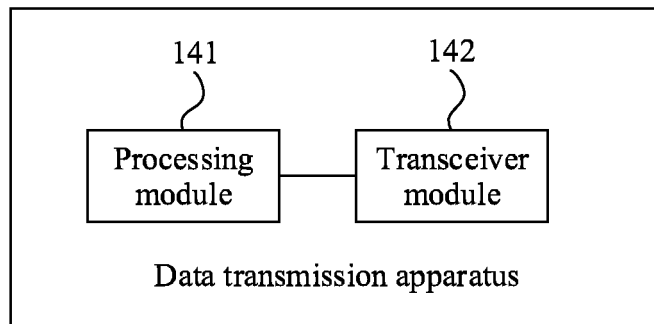 141
142
Processing
module
Transceiver
module
Data transmission apparatus